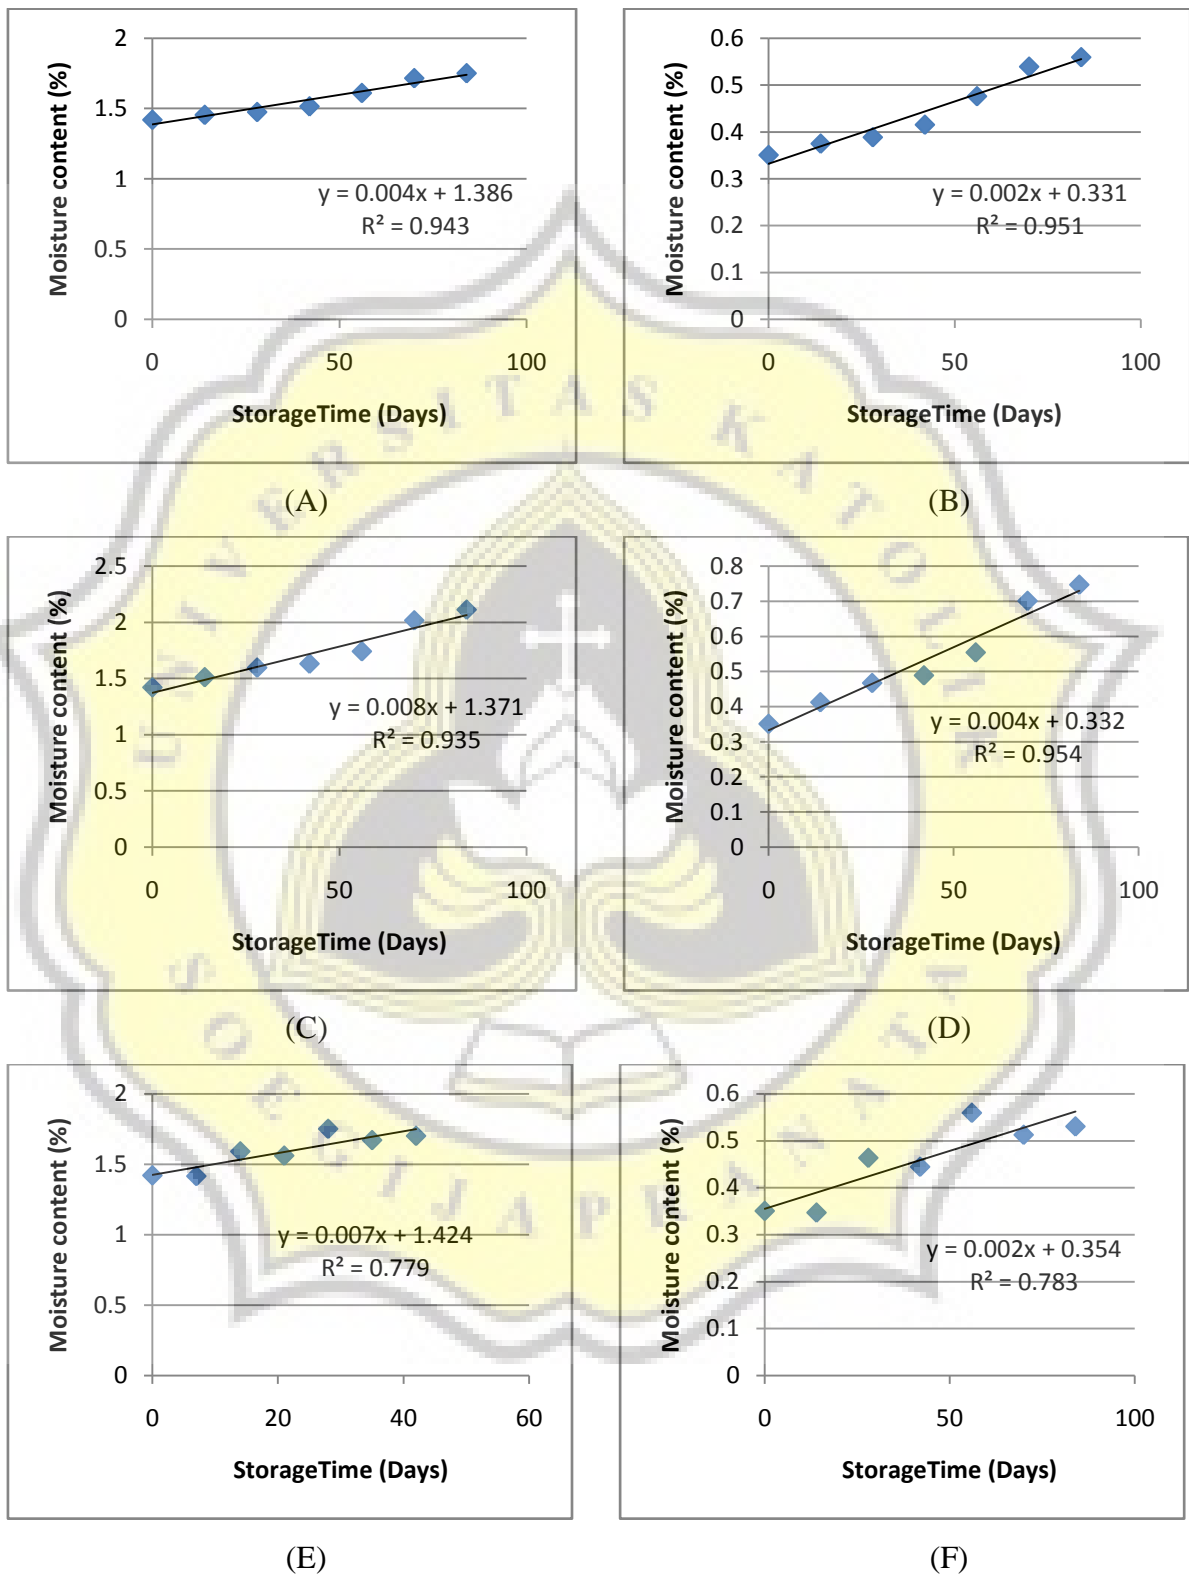 2
1.5
1
0.5
0
Moisture content (%)
y = 0.004x + 1.386
R² = 0.943
0 50 100
StorageTime (Days)
(A)
0.6
0.5
0.4
0.3
0.2
0.1
0
Moisture content (%)
y = 0.002x + 0.331
R² = 0.951
0 50 100
StorageTime (Days)
(B)
2.5
2
1.5
1
0.5
0
Moisture content (%)
y = 0.008x + 1.371
R² = 0.935
0 50 100
StorageTime (Days)
(C)
0.8
0.7
0.6
0.5
0.4
0.3
0.2
0.1
0
Moisture content (%)
y = 0.004x + 0.332
R² = 0.954
0 50 100
StorageTime (Days)
(D)
2
1.5
1
0.5
0
Moisture content (%)
y = 0.007x + 1.424
R² = 0.779
0 20 40 60
StorageTime (Days)
(E)
0.6
0.5
0.4
0.3
0.2
0.1
0
Moisture content (%)
y = 0.002x + 0.354
R² = 0.783
0 50 100
StorageTime (Days)
(F)
UNIVERSITAS KATOLIK
SOEGIJAPRANATA